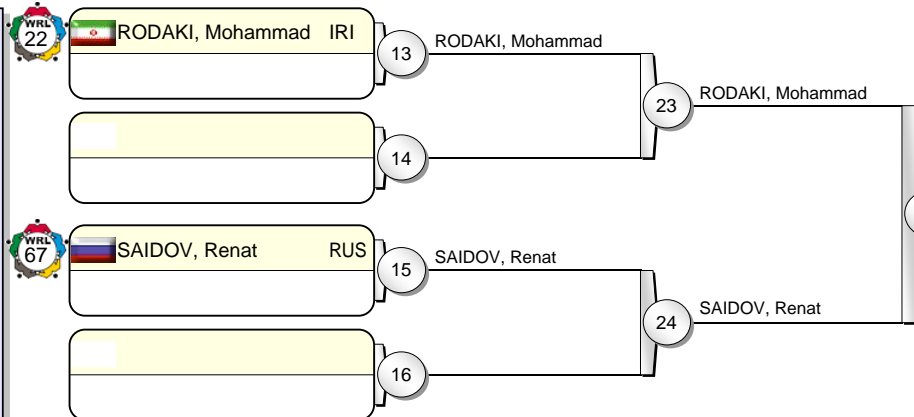 WRL
22
RODAKI, Mohammad IRI
13
RODAKI, Mohammad
23
RODAKI, Mohammad
14
WRL
67
SAIDOV, Renat RUS
15
SAIDOV, Renat
24
SAIDOV, Renat
16